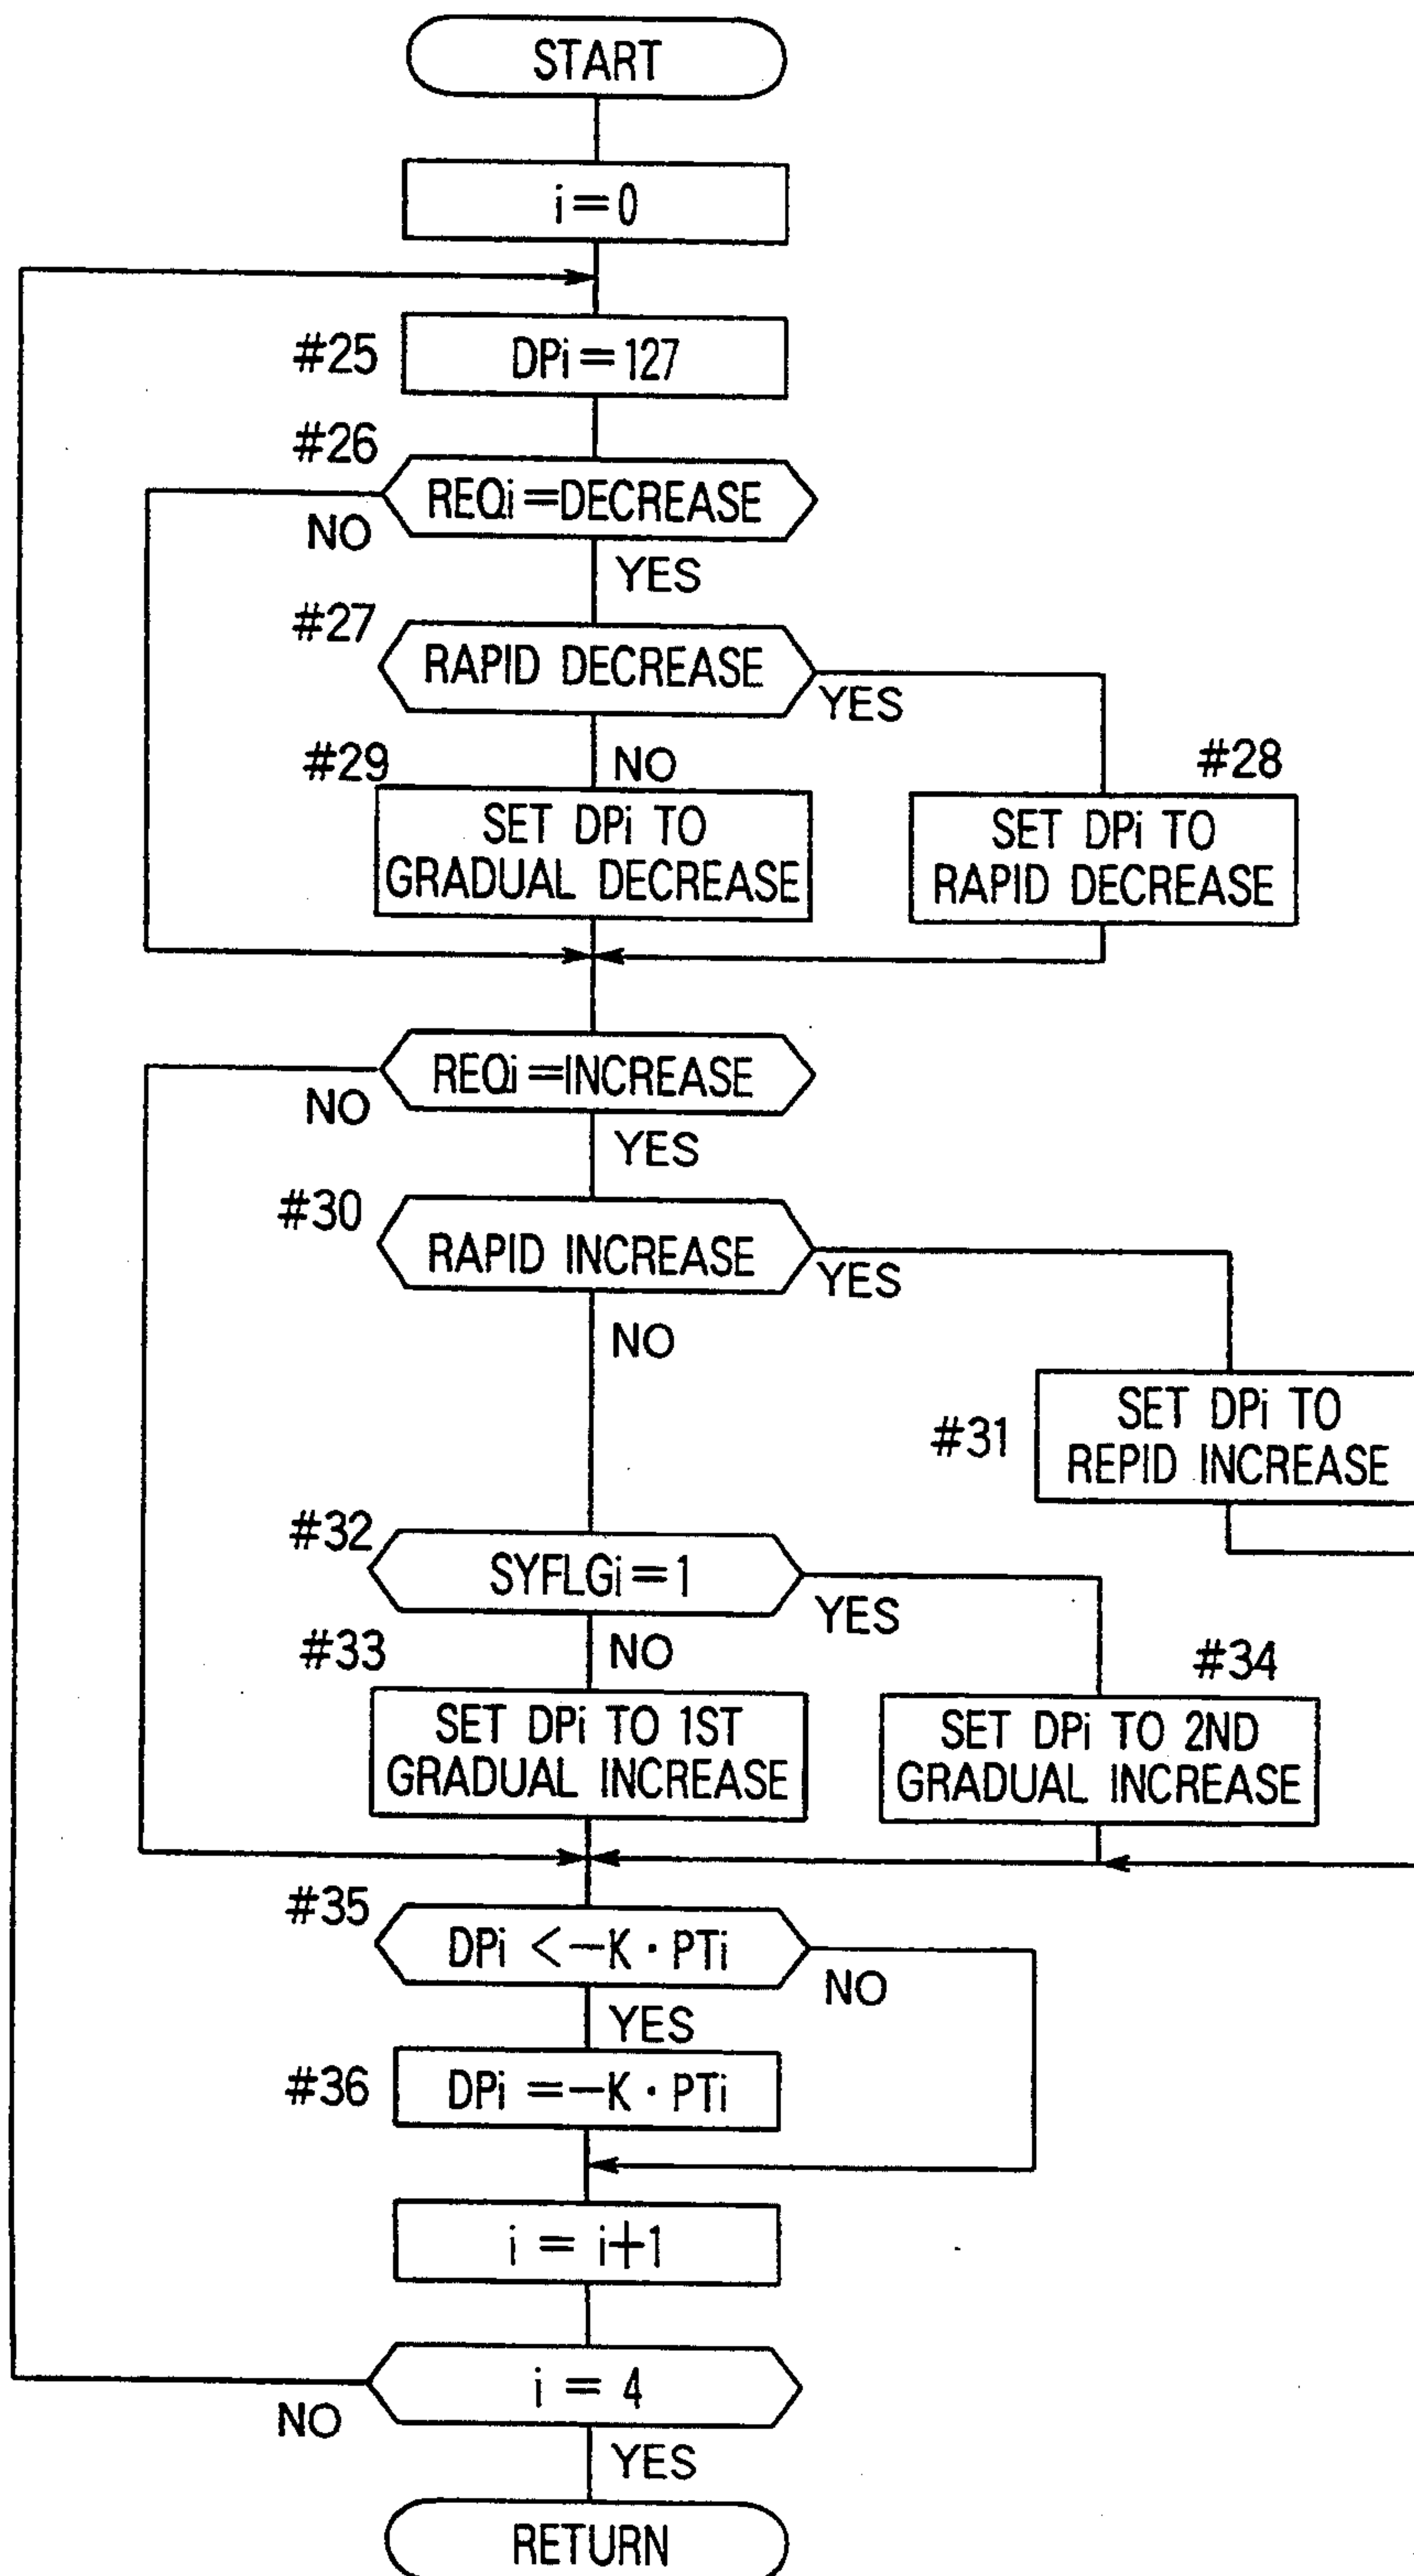 START
i=0
#25
DPi=127
#26
REQi=DECREASE
NO
YES
#27
RAPID DECREASE
YES
#29
NO
#28
SET DPi TO
GRADUAL DECREASE
SET DPi TO
RAPID DECREASE
REQi=INCREASE
NO
YES
#30
RAPID INCREASE
YES
NO
#31
SET DPi TO
REPID INCREASE
#32
SYFLGi=1
YES
#33
NO
#34
SET DPi TO 1ST
GRADUAL INCREASE
SET DPi TO 2ND
GRADUAL INCREASE
#35
DPi <-K · PTi
NO
YES
#36
DPi =-K · PTi
i = i+1
i = 4
NO
YES
RETURN